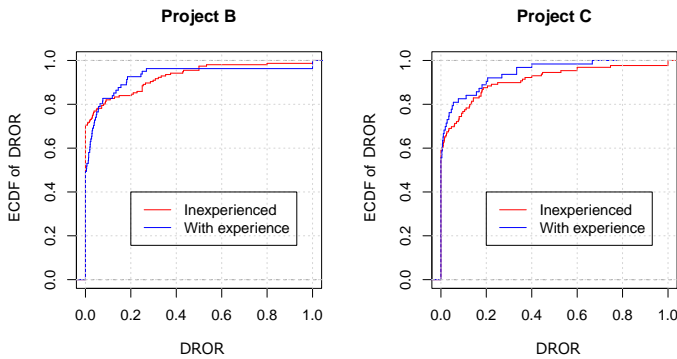 Project B
ECDF of DROR
1.0
0.8
0.6
0.4
0.2
0.0
Inexperienced
With experience
0.0 0.2 0.4 0.6 0.8 1.0
DROR
Project C
ECDF of DROR
1.0
0.8
0.6
0.4
0.2
0.0
Inexperienced
With experience
0.0 0.2 0.4 0.6 0.8 1.0
DROR